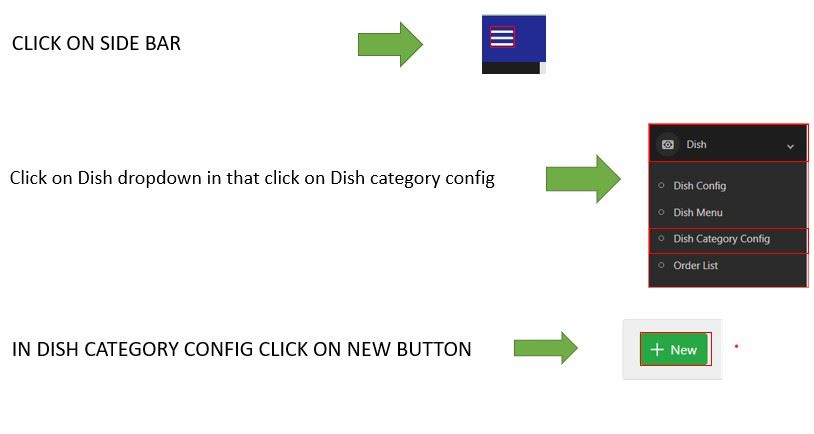 CLICK ON SIDE BAR
Click on Dish dropdown in that click on Dish category config
Dish
Dish Config
Dish Menu
Dish Category Config
Order List
IN DISH CATEGORY CONFIG CLICK ON NEW BUTTON
+ New